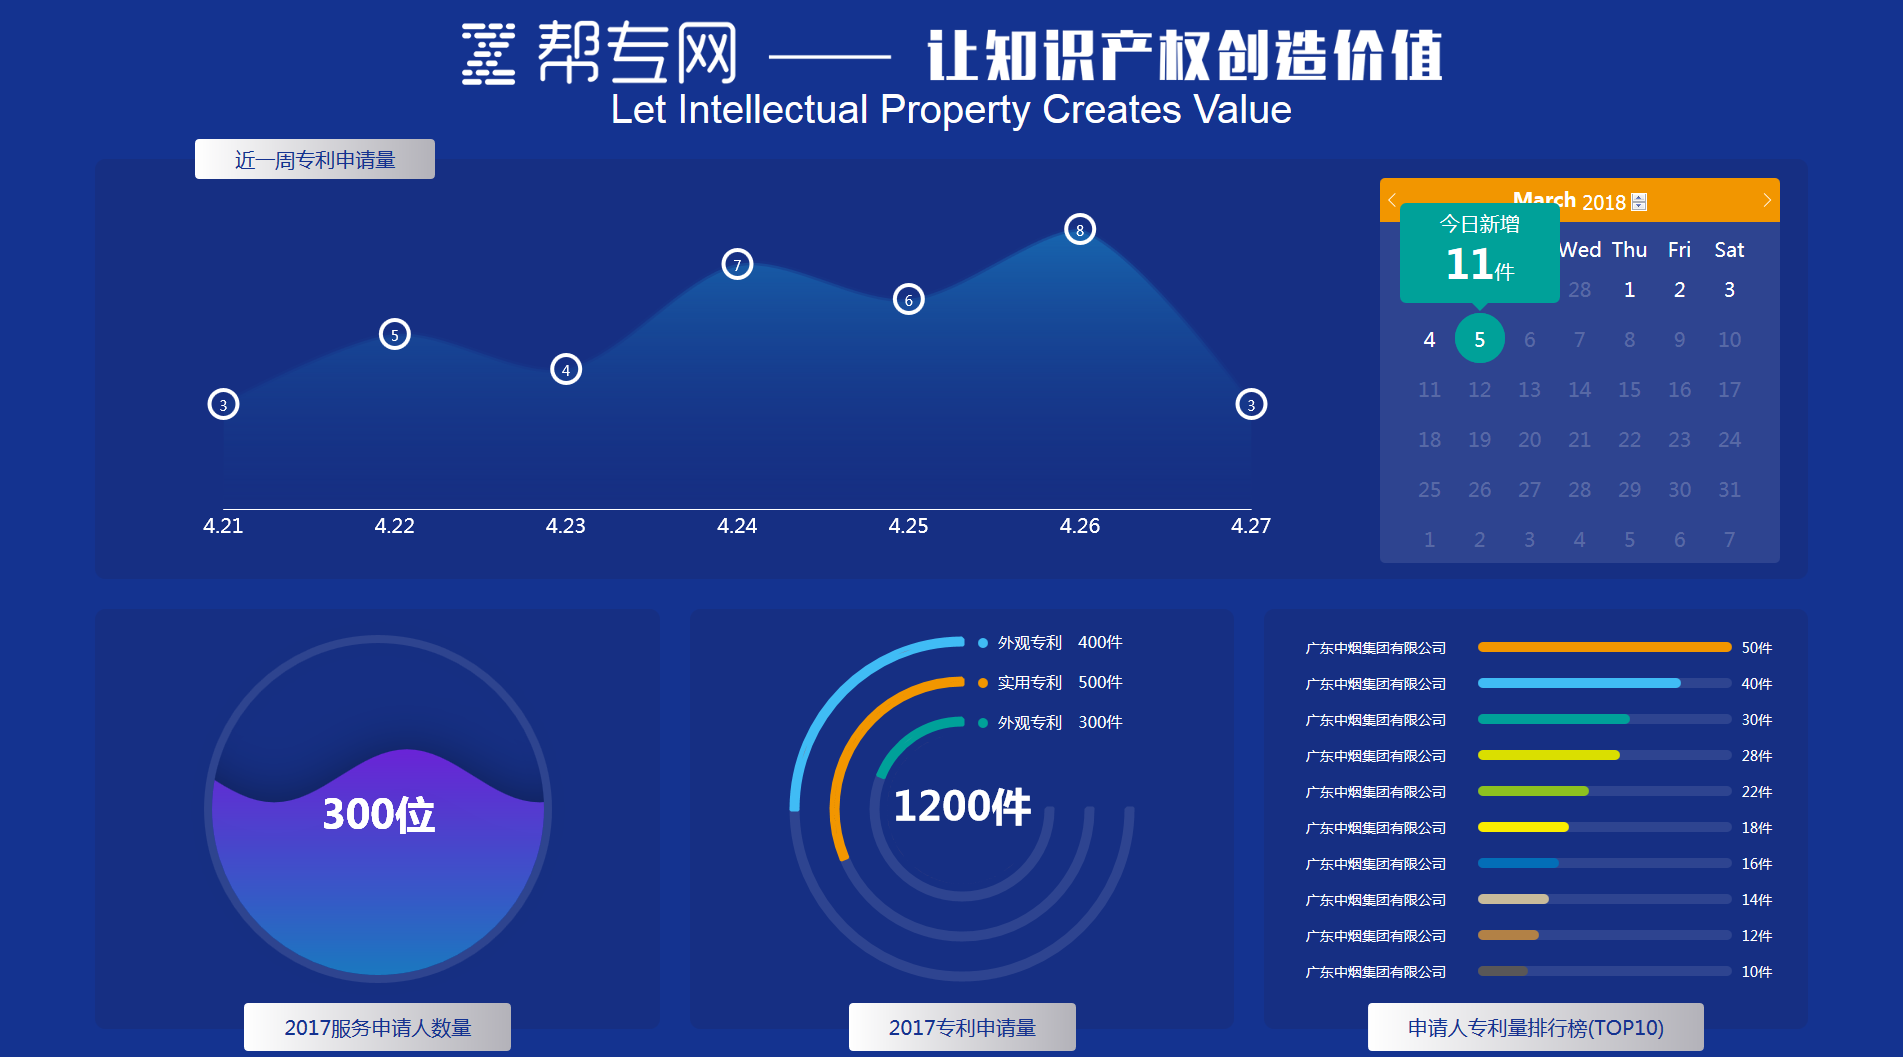 帮专网 —— 让知识产权创造价值
Let Intellectual Property Creates Value
近一周专利申请量
3
5
4
7
6
8
3
4.21 4.22 4.23 4.24 4.25 4.26 4.27
March 2018
今日新增
11件
Wed Thu Fri Sat
28 1 2 3
4 5 6 7 8 9 10
11 12 13 14 15 16 17
18 19 20 21 22 23 24
25 26 27 28 29 30 31
1 2 3 4 5 6 7
300位
2017服务申请人数量
外观专利 400件
实用专利 500件
外观专利 300件
1200件
2017专利申请量
广东中烟集团有限公司 50件
广东中烟集团有限公司 40件
广东中烟集团有限公司 30件
广东中烟集团有限公司 28件
广东中烟集团有限公司 22件
广东中烟集团有限公司 18件
广东中烟集团有限公司 16件
广东中烟集团有限公司 14件
广东中烟集团有限公司 12件
广东中烟集团有限公司 10件
申请人专利量排行榜(TOP10)